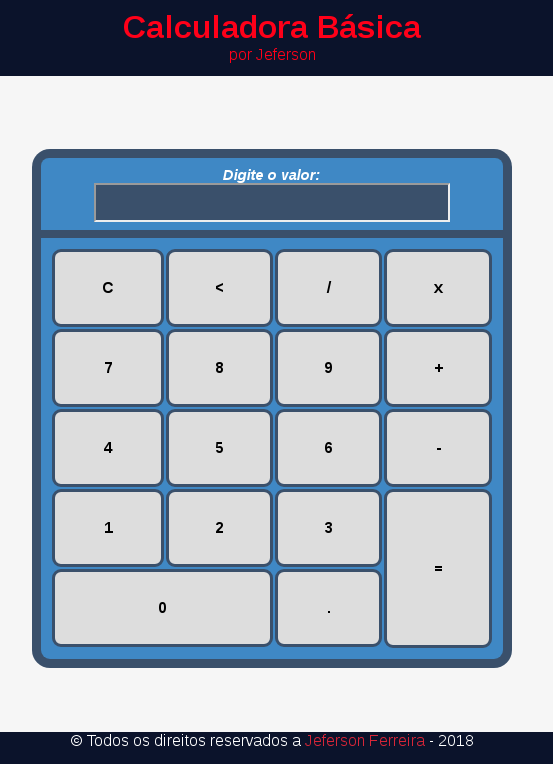 Calculadora Básica
por Jeferson
Digite o valor:
C < / x
7 8 9 +
4 5 6 -
1 2 3
=
0 .
© Todos os direitos reservados a Jeferson Ferreira - 2018